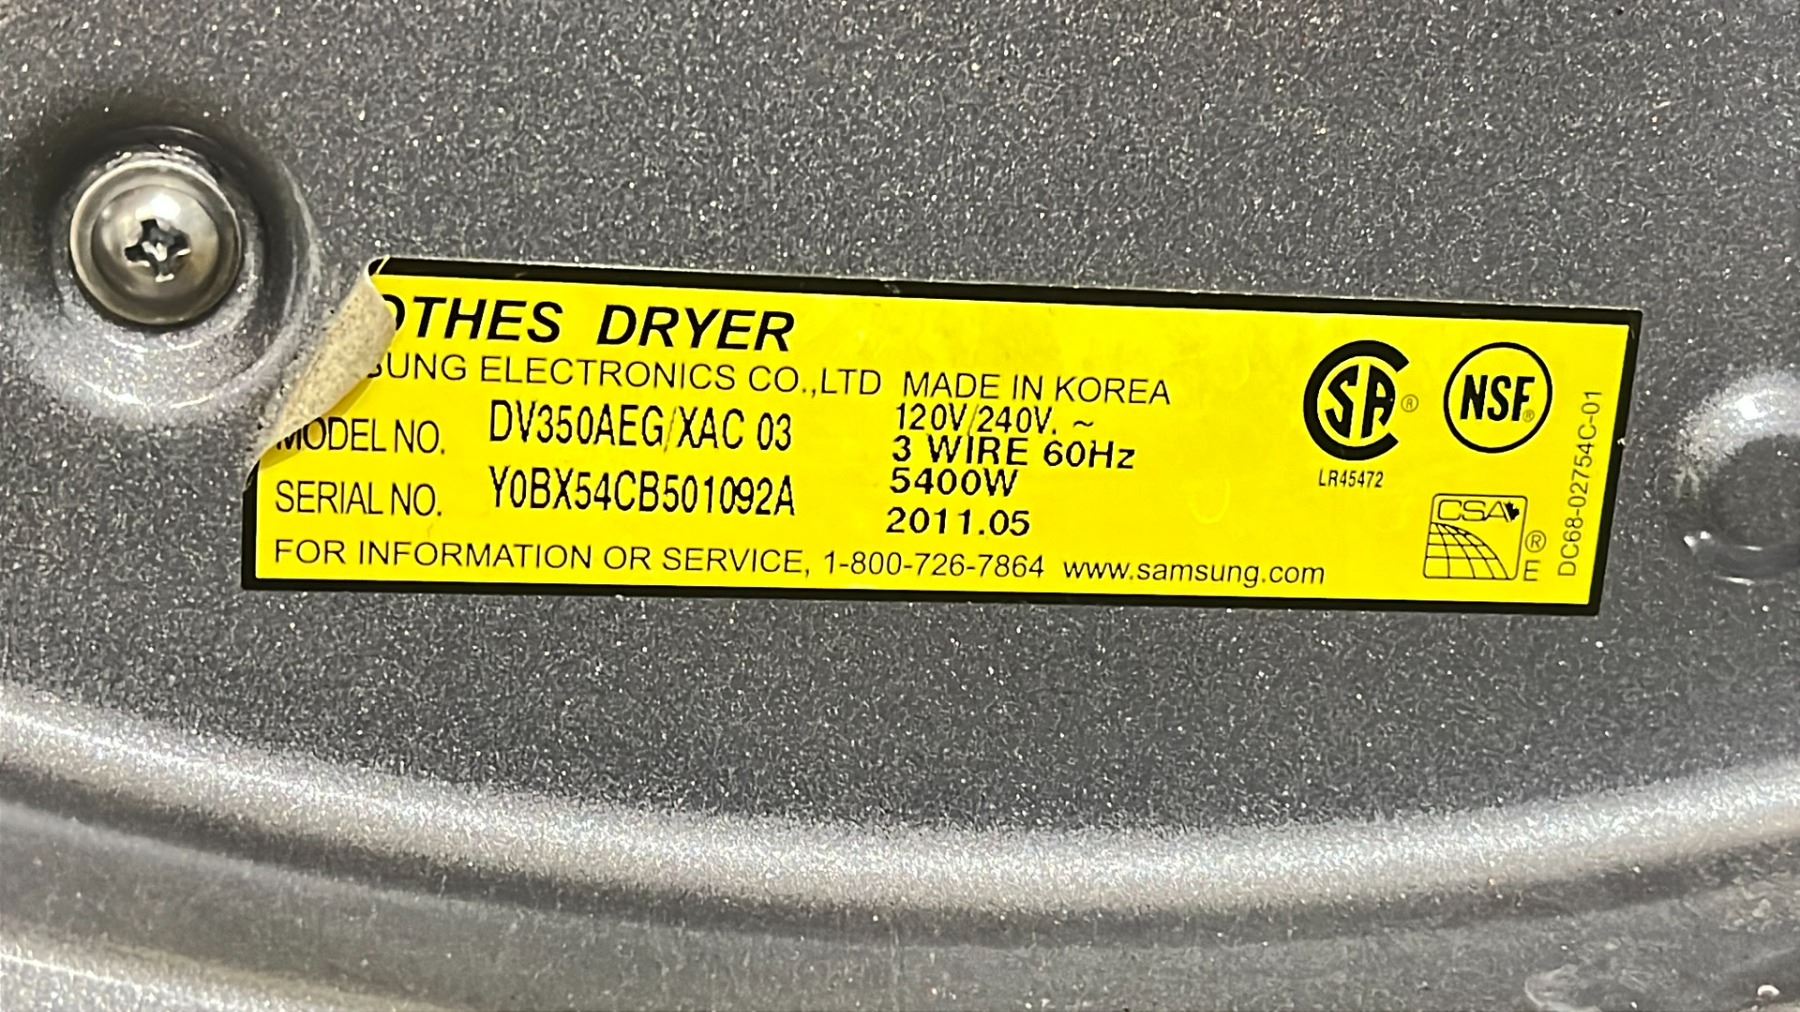 OTHES DRYER
SUNG ELECTRONICS CO.,LTD MADE IN KOREA
MODEL NO. DV350AEG/XAC 03 120V/240V. ~
3 WIRE 60Hz
SERIAL NO. Y0BX54CB501092A 5400W
2011.05
FOR INFORMATION OR SERVICE, 1-800-726-7864 www.samsung.com
SA ®
LR45472
NSF ®
CSA ® E
DC68-02754C-01